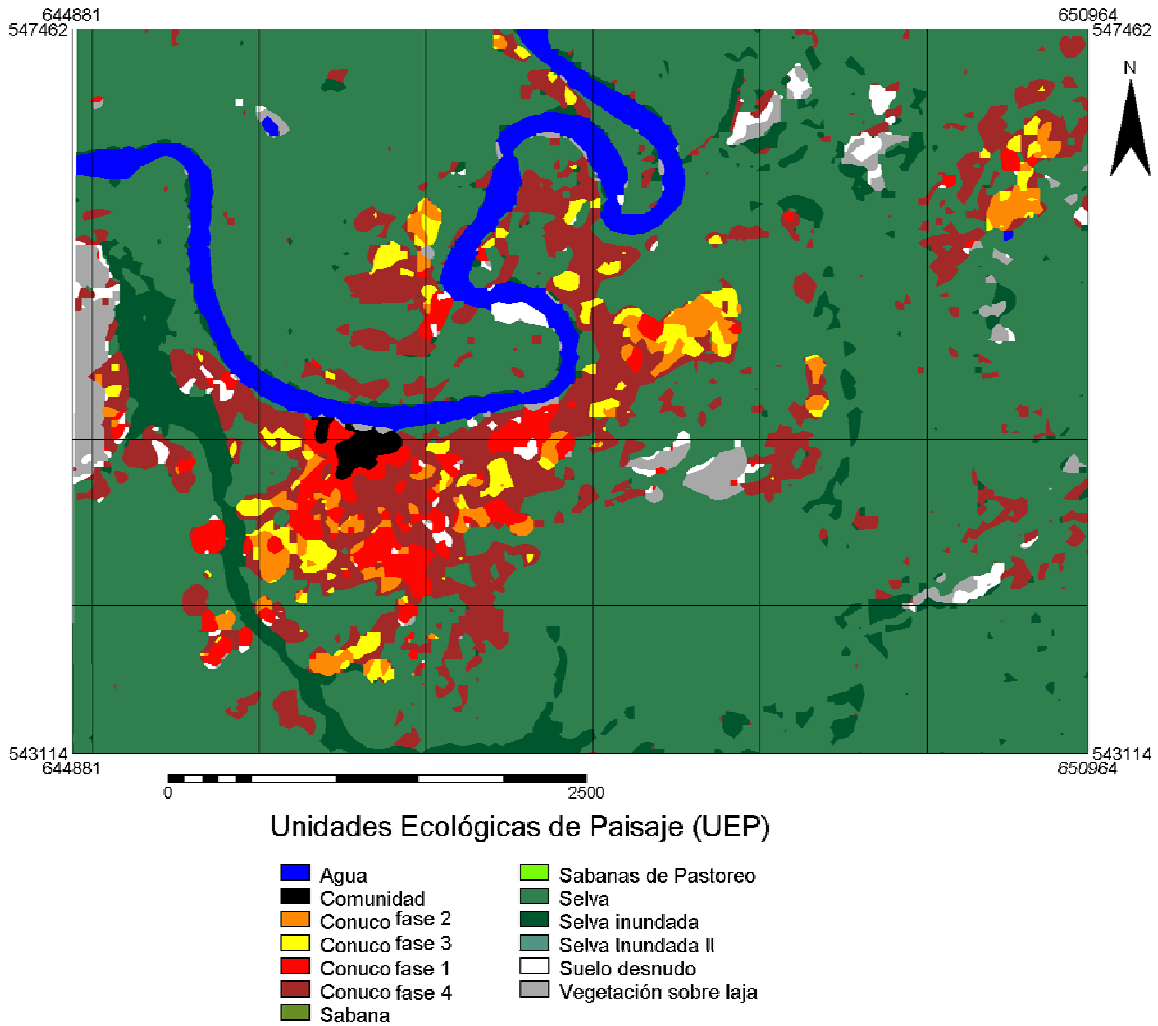 644881
650964
547462
547462
N
543114
543114
644881
650964
0
2500
Unidades Ecológicas de Paisaje (UEP)
Agua
Comunidad
Conuco fase 2
Conuco fase 3
Conuco fase 1
Conuco fase 4
Sabana
Sabanas de Pastoreo
Selva
Selva inundada
Selva Inundada II
Suelo desnudo
Vegetación sobre laja